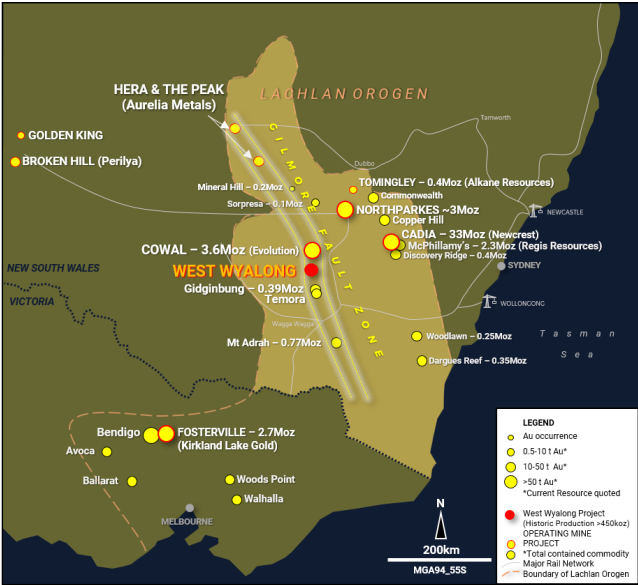 HERA & THE PEAK
(Aurelia Metals)
LACHLAN OROGEN
Tamworth
GOLDEN KING
BROKEN HILL (Perilya)
GILMORE FAULT ZONE
Dubbo
Mineral Hill – 0.2Moz
TOMINGLEY – 0.4Moz (Alkane Resources)
Commonwealth
Sorpresa – 0.1Moz
NORTHPARKES ~3Moz
NEWCASTLE
Copper Hill
CADIA – 33Moz (Newcrest)
McPhillamy's – 2.3Moz (Regis Resources)
COWAL – 3.6Moz (Evolution)
Discovery Ridge – 0.4Moz
NEW SOUTH WALES
WEST WYALONG
SYDNEY
VICTORIA
Gidginbung – 0.39Moz
Temora
WOLLONGONG
Wagga Wagga
Tasman
Sea
Mt Adrah – 0.77Moz
Woodlawn – 0.25Moz
Dargues Reef – 0.35Moz
Bendigo
FOSTERVILLE – 2.7Moz
(Kirkland Lake Gold)
Avoca
Ballarat
Woods Point
Walhalla
MELBOURNE
N
200km
MGA94_55S
LEGEND
Au occurrence
0.5-10 t Au*
10-50 t Au*
>50 t Au*
*Current Resource quoted
West Wyalong Project
(Historic Production >450koz)
OPERATING MINE
PROJECT
*Total contained commodity
Major Rail Network
Boundary of Lachlan Orogen